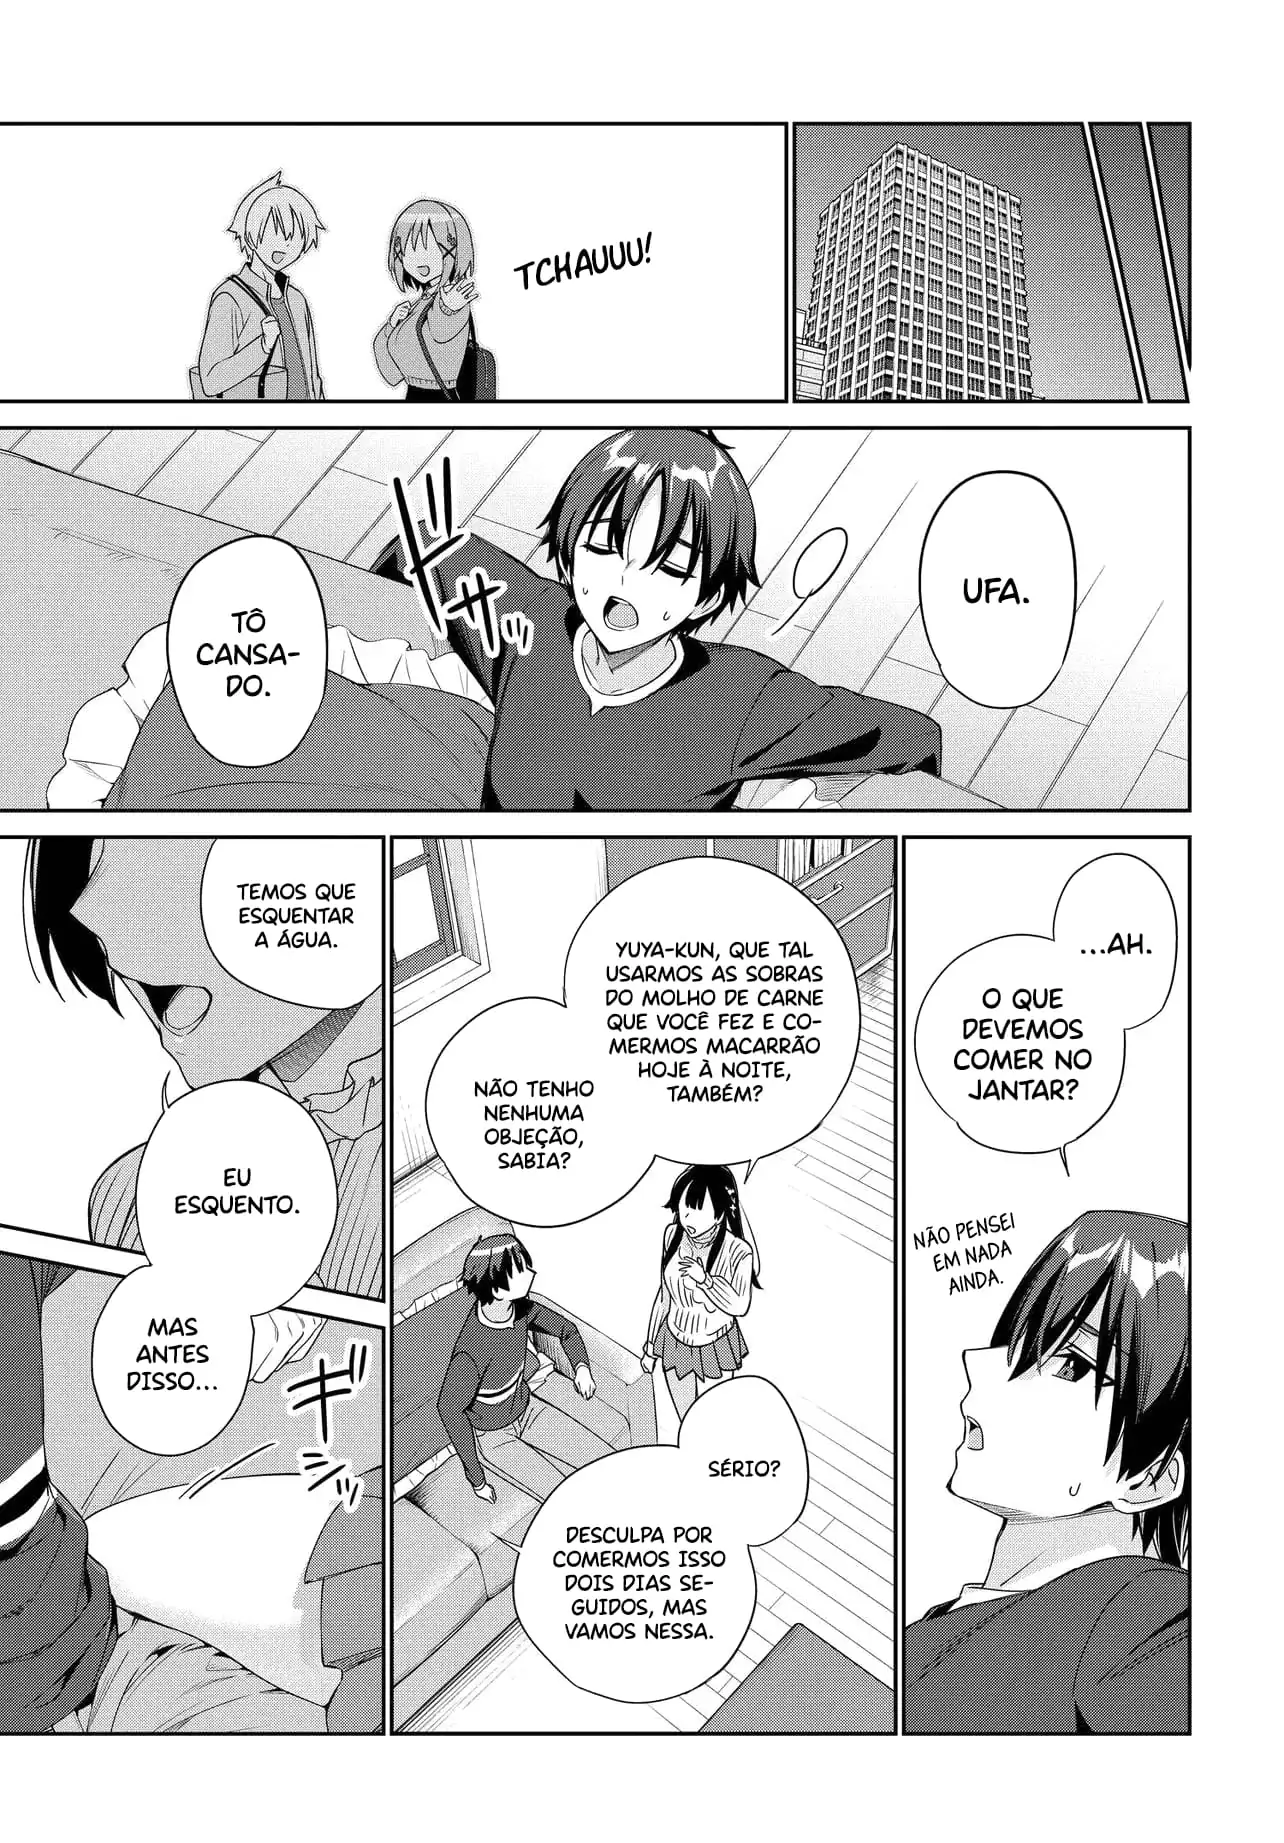 TCHAUUU!
UFA.
TÔ
CANSA-
DO.
...AH.
O QUE
DEVEMOS
COMER NO
JANTAR?
NÃO PENSEI
EM NADA
AINDA.
YUYA-KUN, QUE TAL
USARMOS AS SOBRAS
DO MOLHO DE CARNE
QUE VOCÊ FEZ E CO-
MERMOS MACARRÃO
HOJE À NOITE,
TAMBÉM?
NÃO TENHO
NENHUMA
OBJEÇÃO,
SABIA?
SÉRIO?
DESCULPA POR
COMERMOS ISSO
DOIS DIAS SE-
GUIDOS, MAS
VAMOS NESSA.
TEMOS QUE
ESQUENTAR
A ÁGUA.
EU
ESQUENTO.
MAS
ANTES
DISSO...